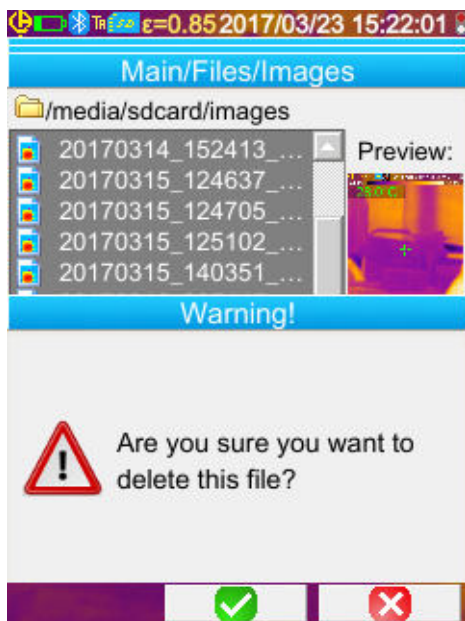 ε=0.85 2017/03/23 15:22:01
Main/Files/Images
/media/sdcard/images
20170314_152413_...
Preview:
20170315_124637_...
20170315_124705_...
20170315_125102_...
20170315_140351_...
Warning!
Are you sure you want to
delete this file?